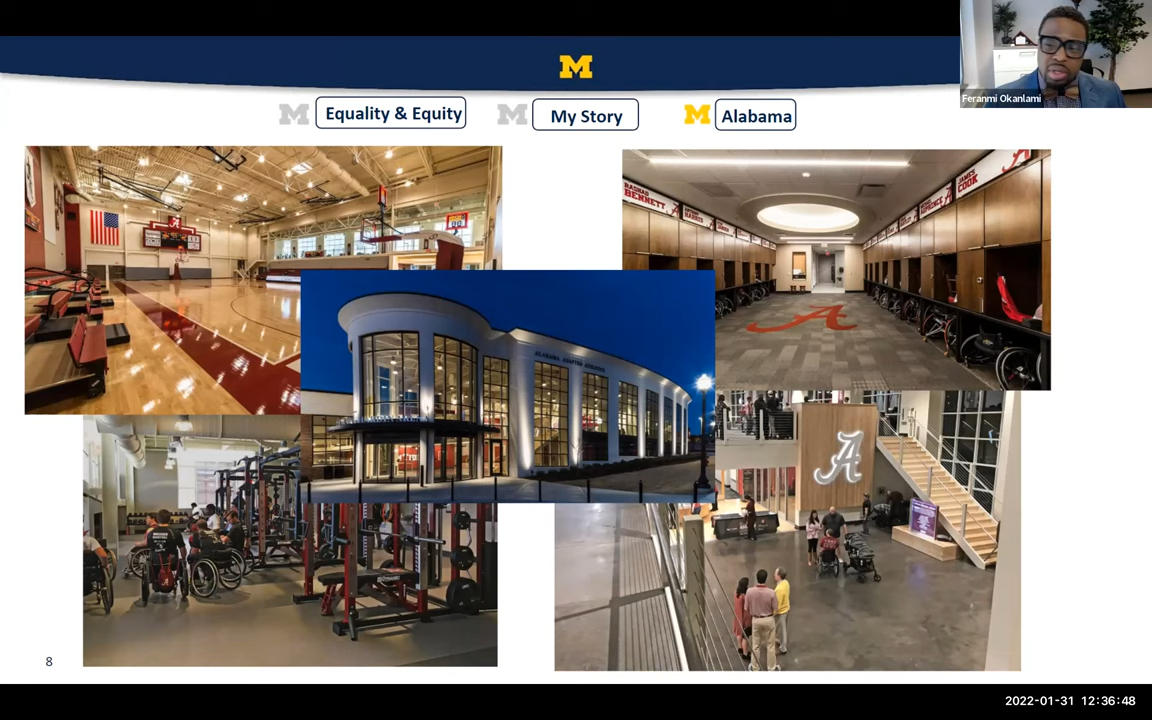 M
Feranmi Okanlami
M Equality & Equity M My Story M Alabama
RASHAD BENNETT
JAMES COOK
A
ALABAMA ADAPTED ATHLETICS
A
8
2022-01-31 12:36:48